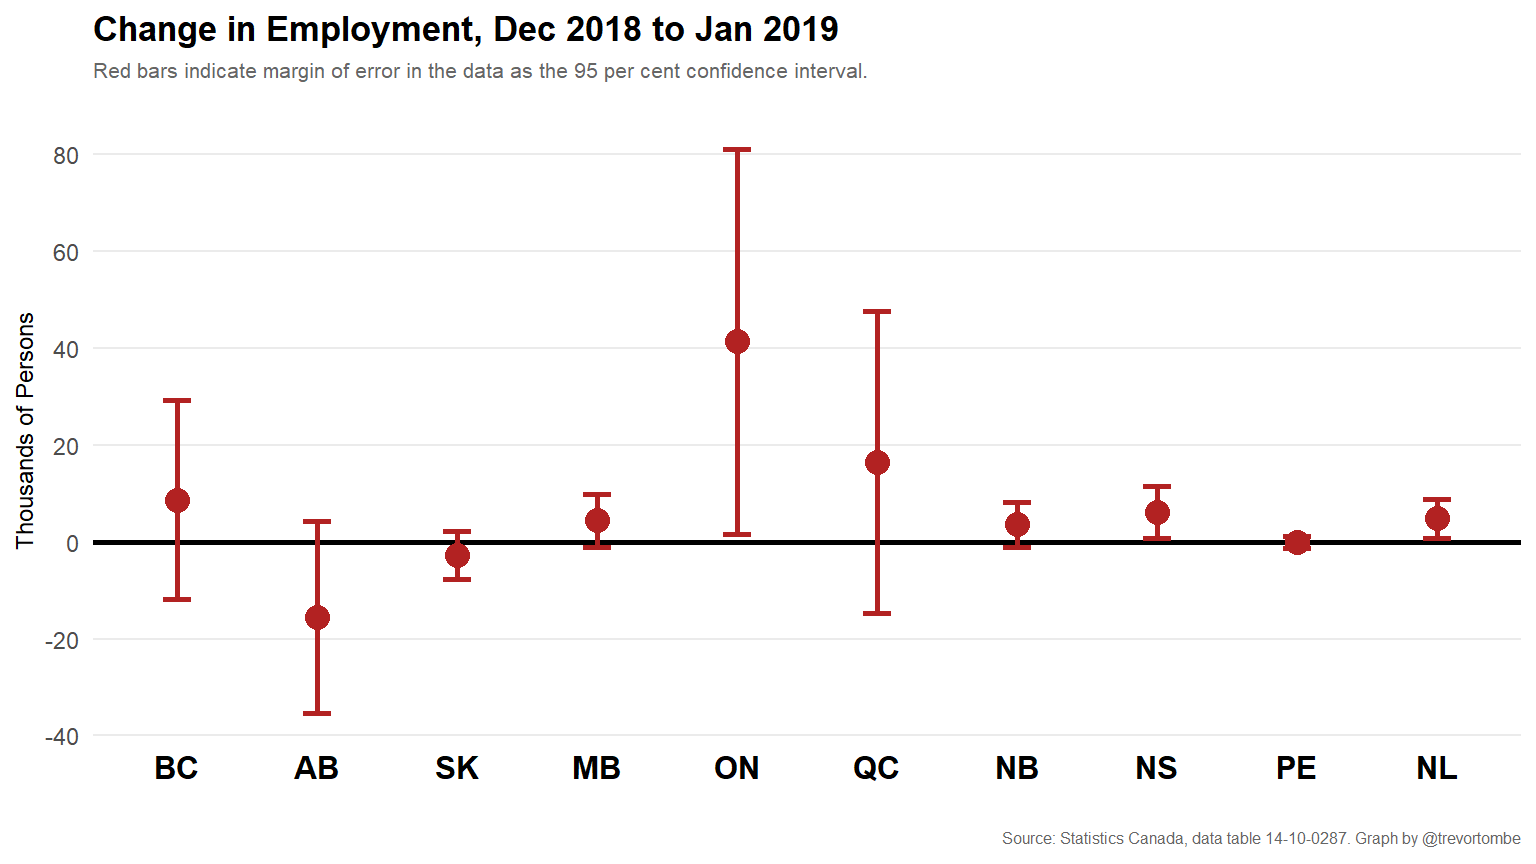 Change in Employment, Dec 2018 to Jan 2019
Red bars indicate margin of error in the data as the 95 per cent confidence interval.
Thousands of Persons
80
60
40
20
0
-20
-40
BC AB SK MB ON QC NB NS PE NL
Source: Statistics Canada, data table 14-10-0287. Graph by @trevortombe